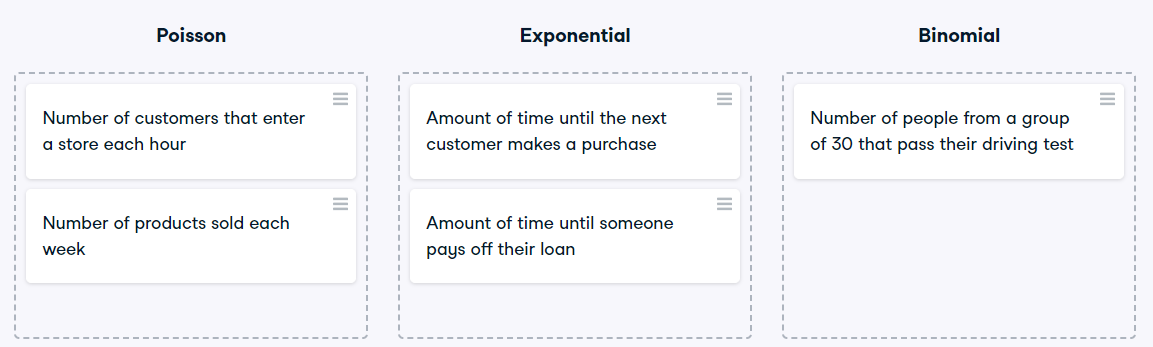 Poisson
Number of customers that enter
a store each hour
Number of products sold each
week
Exponential
Amount of time until the next
customer makes a purchase
Amount of time until someone
pays off their loan
Binomial
Number of people from a group
of 30 that pass their driving test